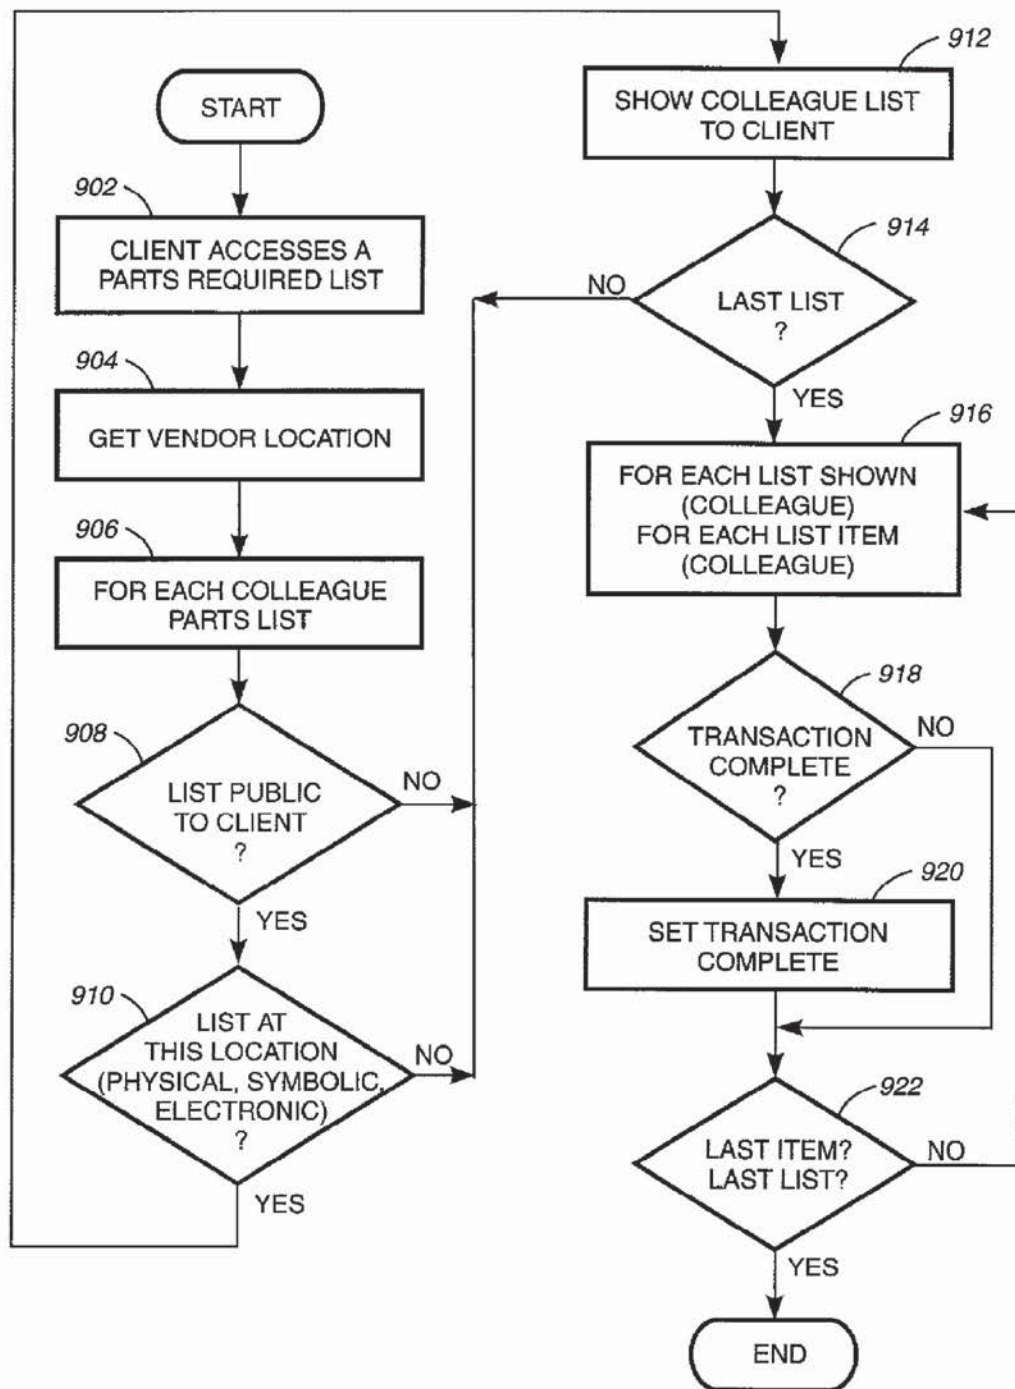 START
902
CLIENT ACCESSES A
PARTS REQUIRED LIST
904
GET VENDOR LOCATION
906
FOR EACH COLLEAGUE
PARTS LIST
908
LIST PUBLIC
TO CLIENT
?
NO
YES
910
LIST AT
THIS LOCATION
(PHYSICAL, SYMBOLIC,
ELECTRONIC)
?
NO
YES
912
SHOW COLLEAGUE LIST
TO CLIENT
914
NO
LAST LIST
?
YES
916
FOR EACH LIST SHOWN
(COLLEAGUE)
FOR EACH LIST ITEM
(COLLEAGUE)
918
NO
TRANSACTION
COMPLETE
?
YES
920
SET TRANSACTION
COMPLETE
922
LAST ITEM?
LAST LIST?
NO
YES
END